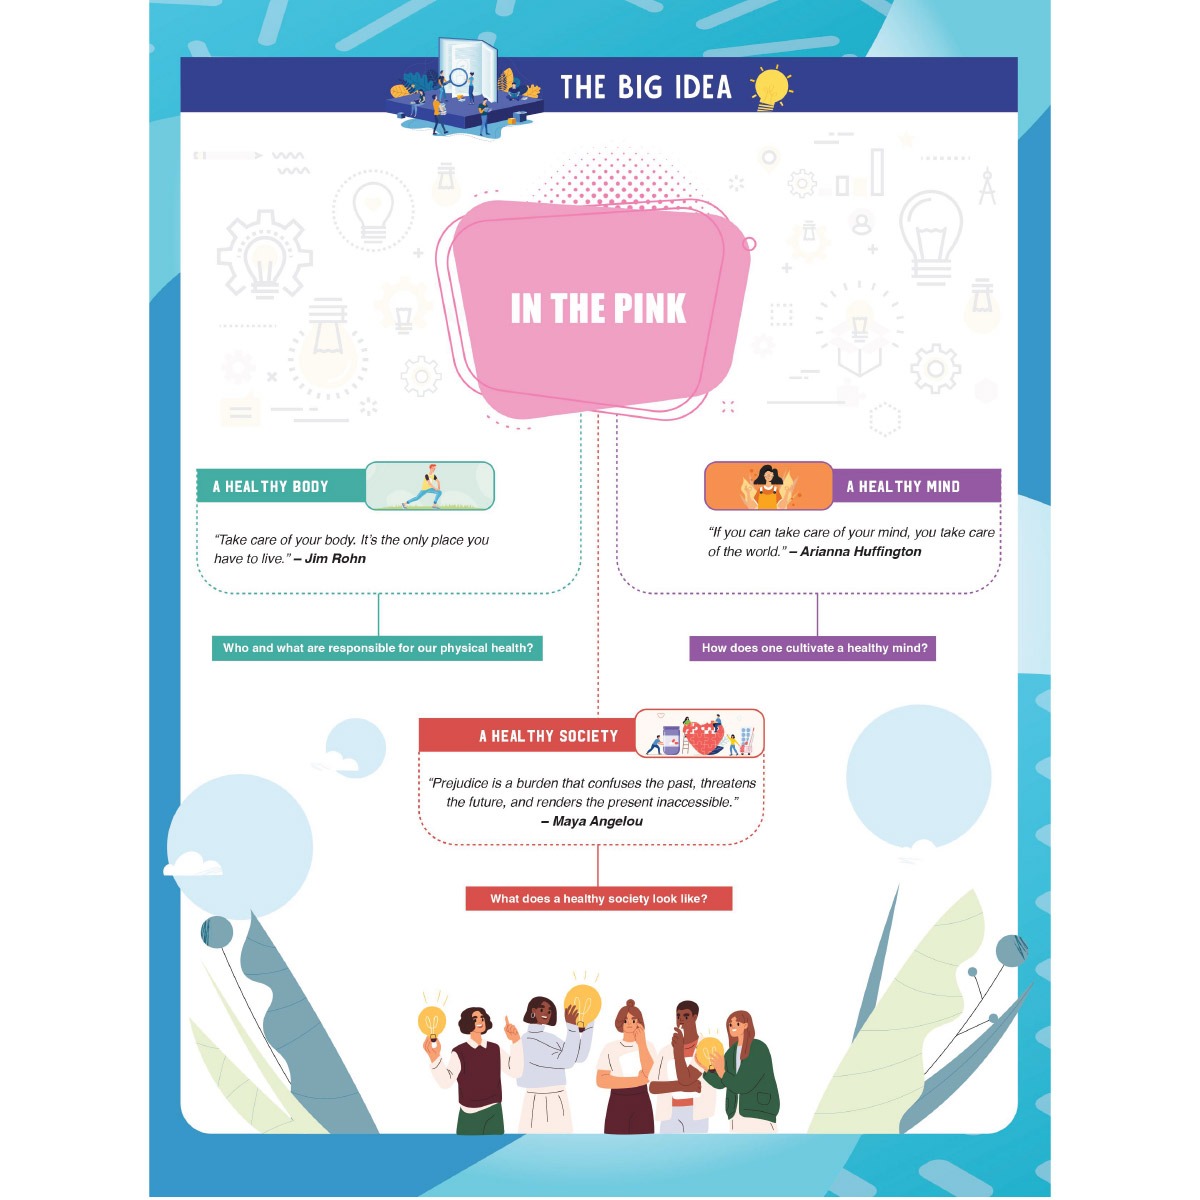 THE BIG IDEA
IN THE PINK
A HEALTHY BODY
“Take care of your body. It’s the only place you
have to live.” – Jim Rohn
Who and what are responsible for our physical health?
A HEALTHY MIND
“If you can take care of your mind, you take care
of the world.” – Arianna Huffington
How does one cultivate a healthy mind?
A HEALTHY SOCIETY
“Prejudice is a burden that confuses the past, threatens
the future, and renders the present inaccessible.”
– Maya Angelou
What does a healthy society look like?